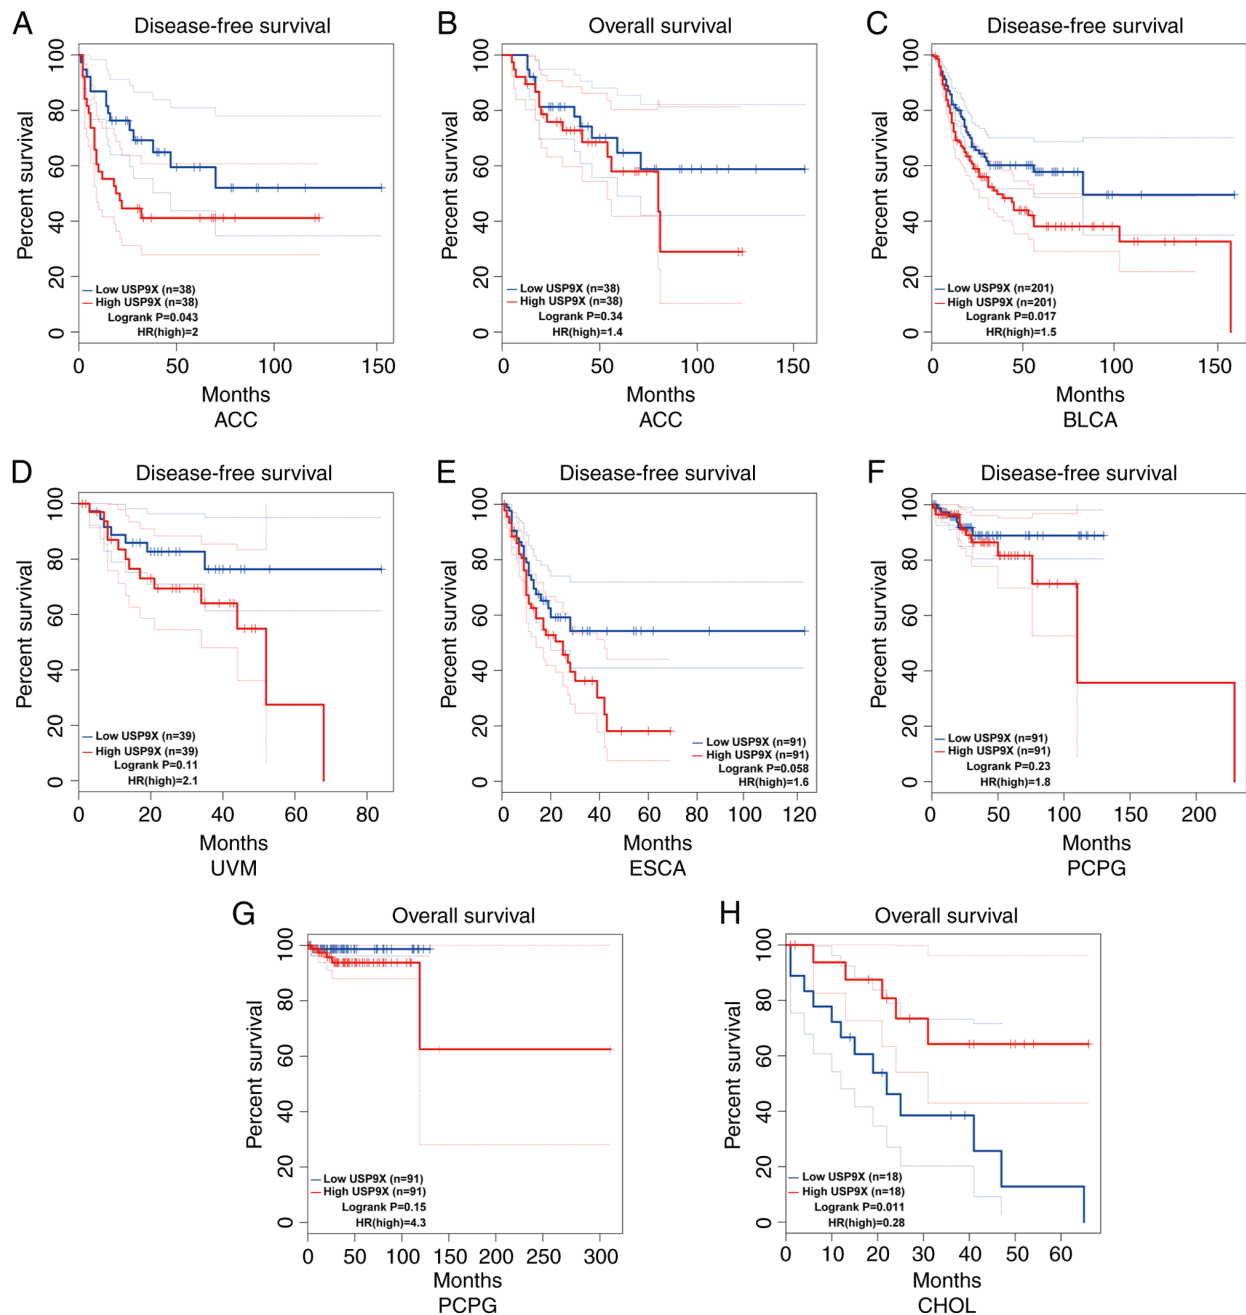 A
Disease-free survival
Percent survival
0 20 40 60 80 100
Low USP9X (n=38)
High USP9X (n=38)
Logrank P=0.043
HR(high)=2
0 50 100 150
Months
ACC
B
Overall survival
Percent survival
0 20 40 60 80 100
Low USP9X (n=38)
High USP9X (n=38)
Logrank P=0.34
HR(high)=1.4
0 50 100 150
Months
ACC
C
Disease-free survival
Percent survival
0 20 40 60 80 100
Low USP9X (n=201)
High USP9X (n=201)
Logrank P=0.017
HR(high)=1.5
0 50 100 150
Months
BLCA
D
Disease-free survival
Percent survival
0 20 40 60 80 100
Low USP9X (n=39)
High USP9X (n=39)
Logrank P=0.11
HR(high)=2.1
0 20 40 60 80
Months
UVM
E
Disease-free survival
Percent survival
0 20 40 60 80 100
Low USP9X (n=91)
High USP9X (n=91)
Logrank P=0.058
HR(high)=1.6
0 20 40 60 80 100 120
Months
ESCA
F
Disease-free survival
Percent survival
0 20 40 60 80 100
Low USP9X (n=91)
High USP9X (n=91)
Logrank P=0.23
HR(high)=1.8
0 50 100 150 200
Months
PCPG
G
Overall survival
Percent survival
0 20 40 60 80 100
Low USP9X (n=91)
High USP9X (n=91)
Logrank P=0.15
HR(high)=4.3
0 50 100 150 200 250 300
Months
PCPG
H
Overall survival
Percent survival
0 20 40 60 80 100
Low USP9X (n=18)
High USP9X (n=18)
Logrank P=0.011
HR(high)=0.28
0 10 20 30 40 50 60
Months
CHOL